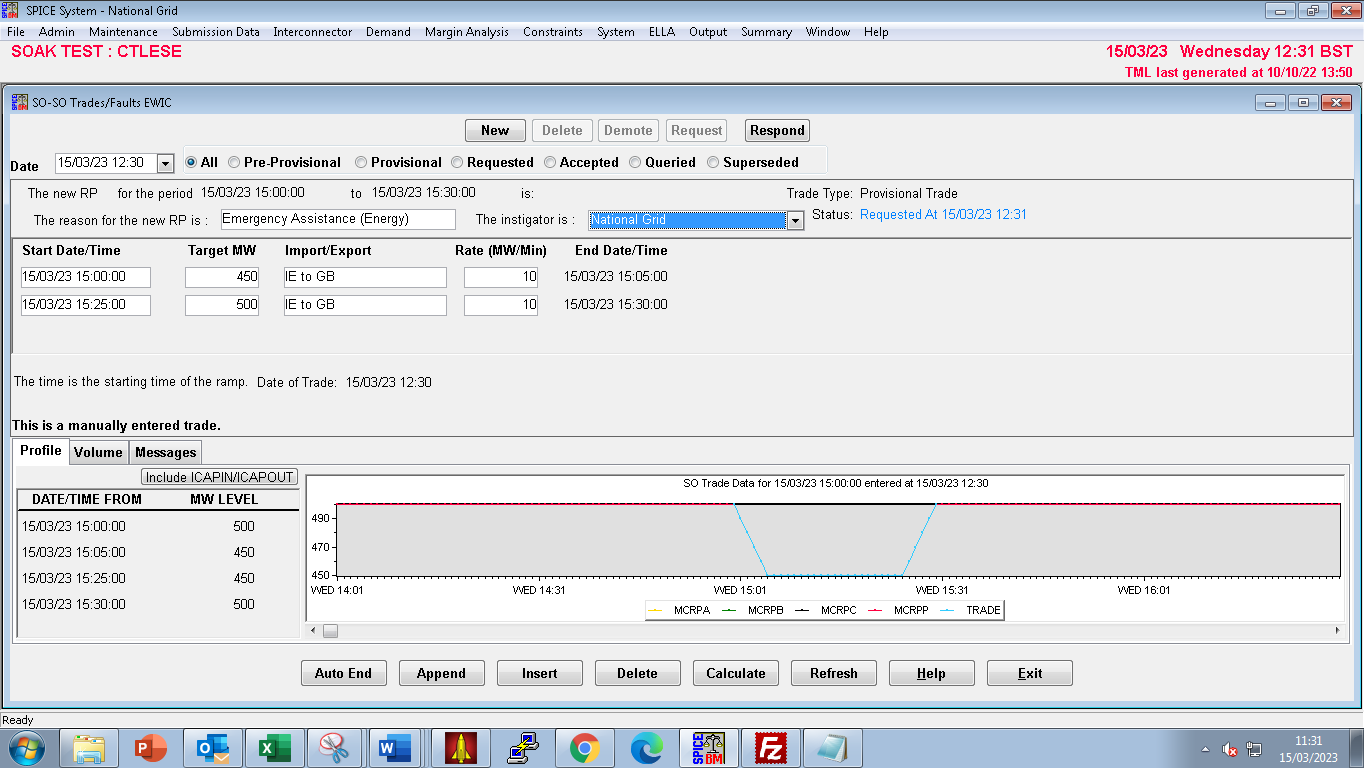 SPICE System - National Grid
File Admin Maintenance Submission Data Interconnector Demand Margin Analysis Constraints System ELLA Output Summary Window Help
SOAK TEST : CTLESE
15/03/23 Wednesday 12:31 BST
TML last generated at 10/10/22 13:50
SO-SO Trades/Faults EWIC
New Delete Demote Request Respond
Date 15/03/23 12:30 All Pre-Provisional Provisional Requested Accepted Queried Superseded
The new RP for the period 15/03/23 15:00:00 to 15/03/23 15:30:00 is: Trade Type: Provisional Trade
The reason for the new RP is : Emergency Assistance (Energy) The instigator is : National Grid Status: Requested At 15/03/23 12:31
Start Date/Time Target MW Import/Export Rate (MW/Min) End Date/Time
15/03/23 15:00:00 450 IE to GB 10 15/03/23 15:05:00
15/03/23 15:25:00 500 IE to GB 10 15/03/23 15:30:00
The time is the starting time of the ramp. Date of Trade: 15/03/23 12:30
This is a manually entered trade.
Profile Volume Messages
Include ICAPIN/ICAPOUT
DATE/TIME FROM MW LEVEL
15/03/23 15:00:00 500
15/03/23 15:05:00 450
15/03/23 15:25:00 450
15/03/23 15:30:00 500
SO Trade Data for 15/03/23 15:00:00 entered at 15/03/23 12:30
490
470
450
WED 14:01 WED 14:31 WED 15:01 WED 15:31 WED 16:01
MCRPA MCRPB MCRPC MCRPP TRADE
Auto End Append Insert Delete Calculate Refresh Help Exit
Ready
SPICE
BM
11:31
15/03/2023